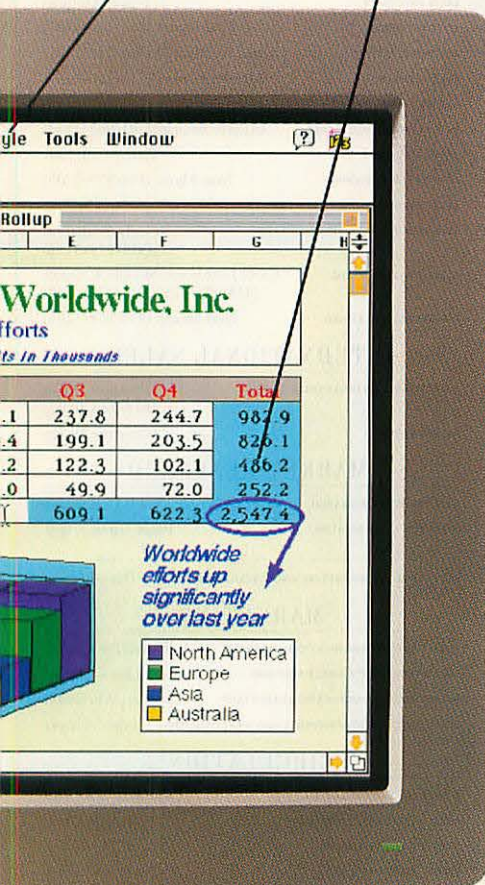 yle Tools Window
Rollup
E F G H
Worldwide, Inc.
fforts
ts in Thousands
Q3 Q4 Total
.1 237.8 244.7 982.9
.4 199.1 203.5 826.1
.2 122.3 102.1 486.2
.0 49.9 72.0 252.2
609.1 622.3 2,547.4
Worldwide
efforts up
significantly
over last year
North America
Europe
Asia
Australia